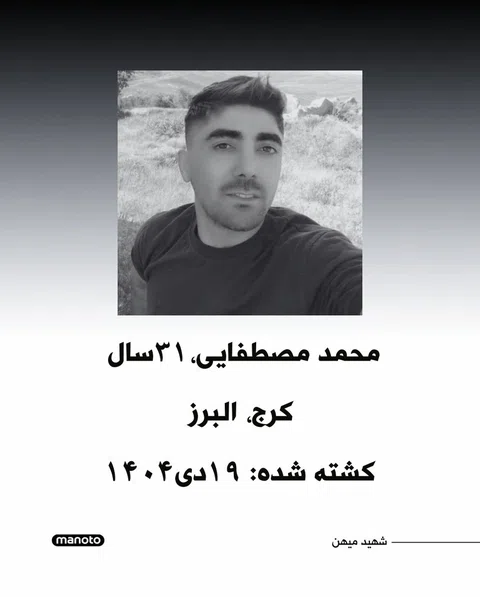 محمد مصطفایی، ۳۱سال
کرج، البرز
کشته شده: ۱۹دی۱۴۰۴
شهید میهن
manoto